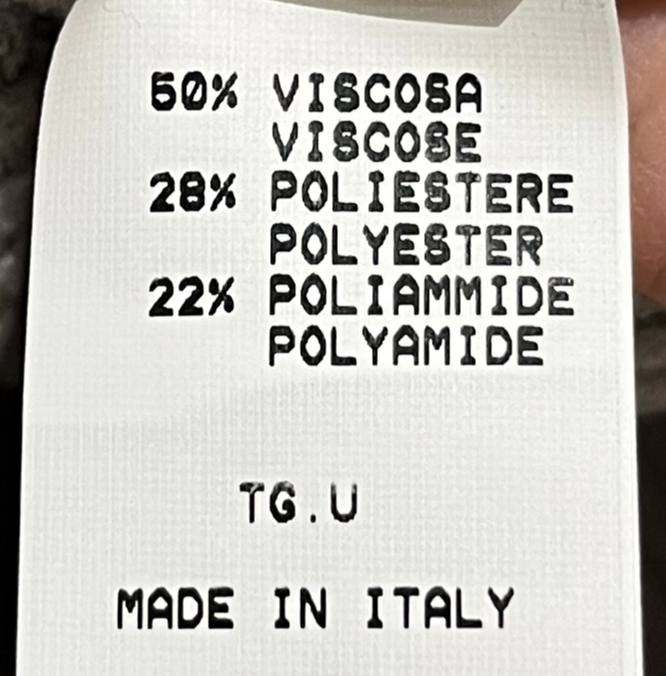 50% VISCOSA
VISCOSE
28% POLIESTERE
POLYESTER
22% POLIAMMIDE
POLYAMIDE
TG.U
MADE IN ITALY